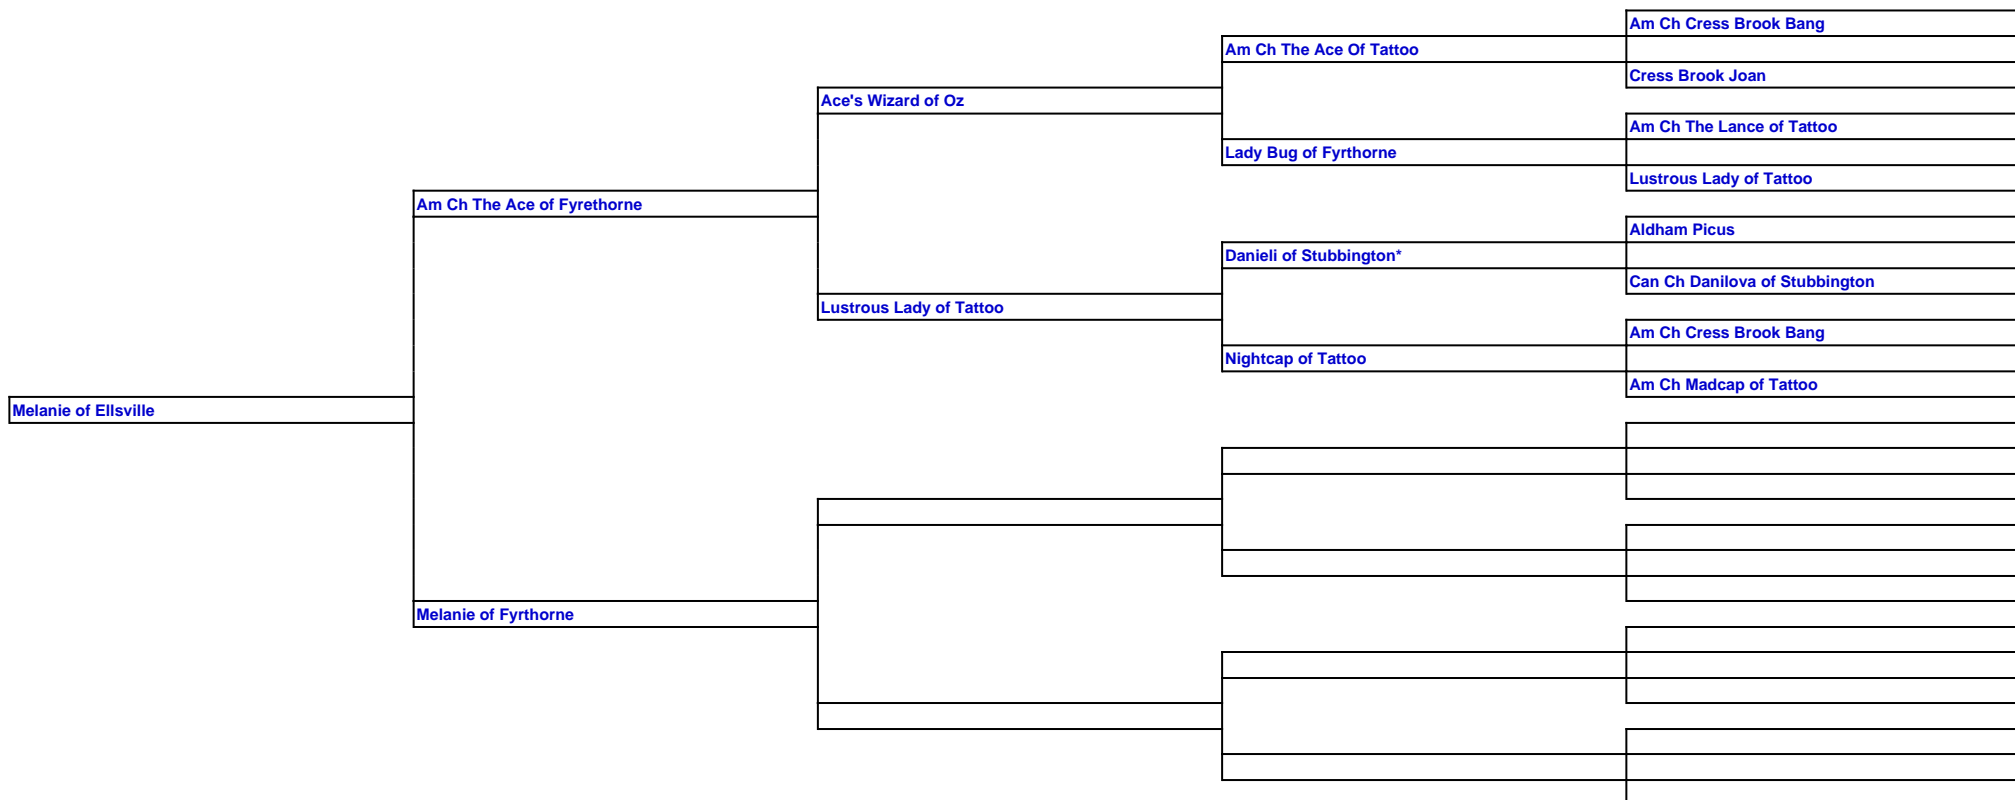 Am Ch Cress Brook Bang
Am Ch The Ace Of Tattoo
Cress Brook Joan
Ace's Wizard of Oz
Am Ch The Lance of Tattoo
Lady Bug of Fyrthorne
Lustrous Lady of Tattoo
Am Ch The Ace of Fyrethorne
Aldham Picus
Danieli of Stubbington*
Can Ch Danilova of Stubbington
Lustrous Lady of Tattoo
Am Ch Cress Brook Bang
Nightcap of Tattoo
Am Ch Madcap of Tattoo
Melanie of Ellsville
Melanie of Fyrthorne